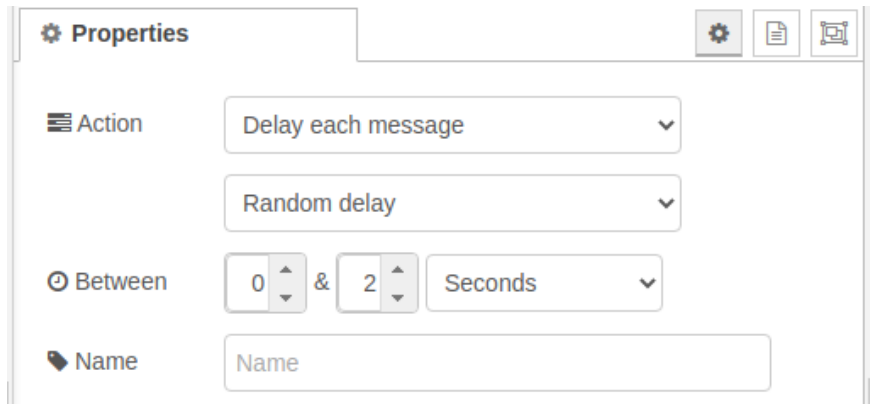 Properties
Action Delay each message
Random delay
Between 0 & 2 Seconds
Name Name